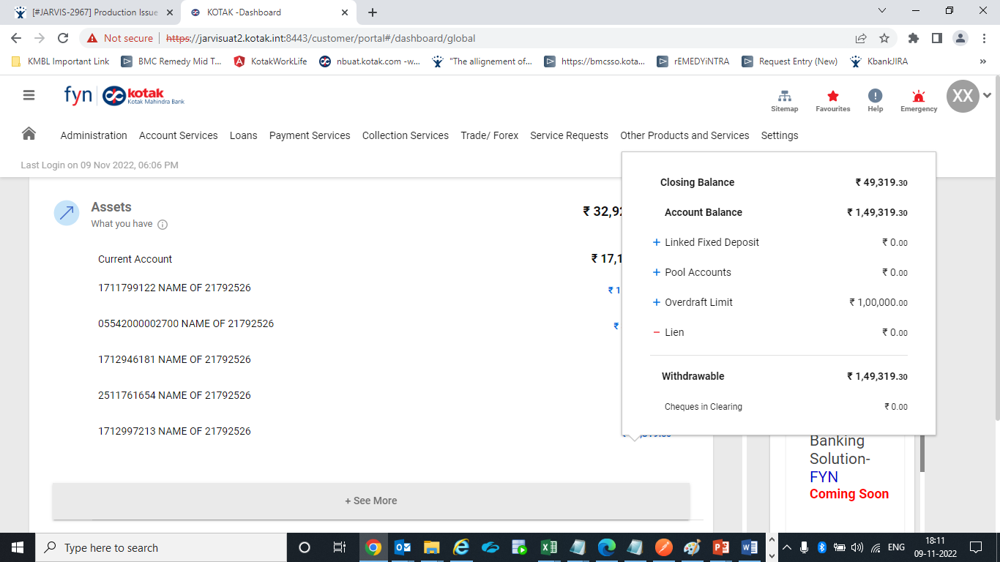 [#JARVIS-2967] Production Issue
KOTAK -Dashboard
Not secure
https://jarvisuat2.kotak.int:8443/customer/portal#/dashboard/global
KMBL Important Link
BMC Remedy Mid T...
KotakWorkLife
nbuat.kotak.com -w...
"The allignement of...
https://bmcsso.kota...
rEMEDYiNTRA
Request Entry (New)
KbankJIRA
fyn
kotak
Kotak Mahindra Bank
Sitemap
Favourites
Help
Emergency
XX
Administration
Account Services
Loans
Payment Services
Collection Services
Trade/ Forex
Service Requests
Other Products and Services
Settings
Last Login on 09 Nov 2022, 06:06 PM
Assets
₹ 32,92
What you have
Current Account
₹ 17,1
1711799122 NAME OF 21792526
₹ 1
05542000002700 NAME OF 21792526
₹
1712946181 NAME OF 21792526
2511761654 NAME OF 21792526
1712997213 NAME OF 21792526
+ See More
Closing Balance ₹ 49,319.30
Account Balance ₹ 1,49,319.30
+ Linked Fixed Deposit ₹ 0.00
+ Pool Accounts ₹ 0.00
+ Overdraft Limit ₹ 1,00,000.00
− Lien ₹ 0.00
Withdrawable ₹ 1,49,319.30
Cheques in Clearing ₹ 0.00
Banking
Solution-
FYN
Coming Soon
Type here to search
ENG
18:11
09-11-2022